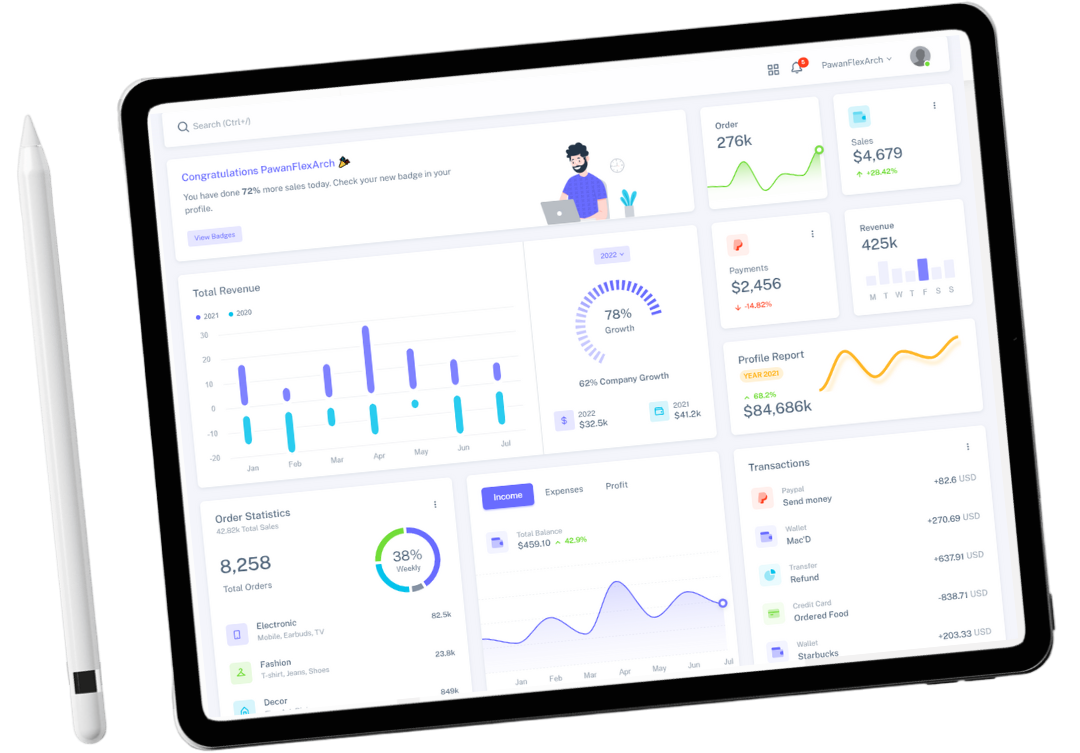 Search (Ctrl+/)
5
PawanFlexArch
Congratulations PawanFlexArch
You have done 72% more sales today. Check your new badge in your
profile.
View Badges
Order
276k
Sales
$4,679
+28.42%
Payments
$2,456
-14.82%
Revenue
425k
M T W T F S S
Total Revenue
2021 2020
30
20
10
0
-10
-20
Jan Feb Mar Apr May Jun Jul
2022
78%
Growth
62% Company Growth
2022
$32.5k
2021
$41.2k
Profile Report
YEAR 2021
68.2%
$84,686k
Order Statistics
42.82k Total Sales
8,258
Total Orders
38%
Weekly
Electronic
Mobile, Earbuds, TV
82.5k
Fashion
T-shirt, Jeans, Shoes
23.8k
Decor
849k
Income Expenses Profit
Total Balance
$459.10 42.9%
Jan Feb Mar Apr May Jun Jul
Transactions
Paypal
Send money
+82.6 USD
Wallet
Mac'D
+270.69 USD
Transfer
Refund
+637.91 USD
Credit Card
Ordered Food
-838.71 USD
Wallet
Starbucks
+203.33 USD